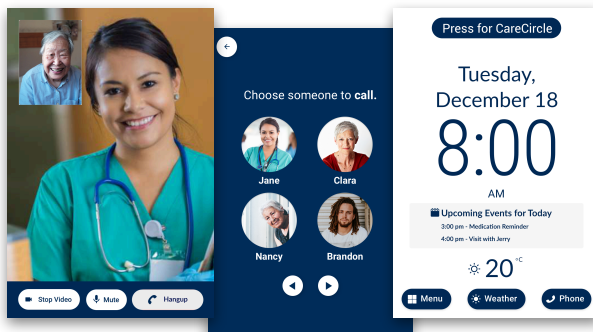 Stop Video
Mute
Hangup
Choose someone to call.
Jane
Clara
Nancy
Brandon
Press for CareCircle
Tuesday,
December 18
8:00
AM
Upcoming Events for Today
3:00 pm - Medication Reminder
4:00 pm - Visit with Jerry
20 °C
Menu
Weather
Phone